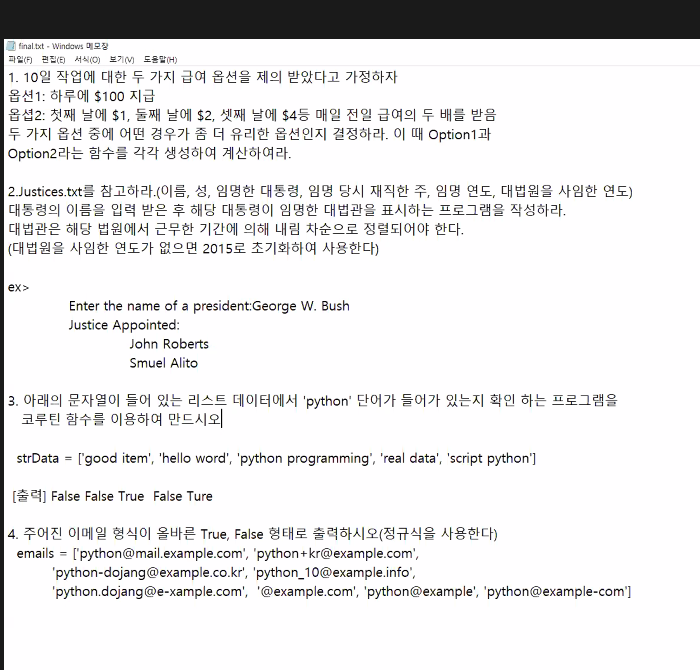 final.txt - Windows 메모장
파일(F) 편집(E) 서식(O) 보기(V) 도움말(H)
1. 10일 작업에 대한 두 가지 급여 옵션을 제의 받았다고 가정하자
옵션1: 하루에 $100 지급
옵셥2: 첫째 날에 $1, 둘째 날에 $2, 셋째 날에 $4등 매일 전일 급여의 두 배를 받음
두 가지 옵션 중에 어떤 경우가 좀 더 유리한 옵션인지 결정하라. 이 때 Option1과
Option2라는 함수를 각각 생성하여 계산하여라.
2.Justices.txt를 참고하라.(이름, 성, 임명한 대통령, 임명 당시 재직한 주, 임명 연도, 대법원을 사임한 연도)
대통령의 이름을 입력 받은 후 해당 대통령이 임명한 대법관을 표시하는 프로그램을 작성하라.
대법관은 해당 법원에서 근무한 기간에 의해 내림 차순으로 정렬되어야 한다.
(대법원을 사임한 연도가 없으면 2015로 초기화하여 사용한다)
ex>
Enter the name of a president:George W. Bush
Justice Appointed:
John Roberts
Smuel Alito
3. 아래의 문자열이 들어 있는 리스트 데이터에서 'python' 단어가 들어가 있는지 확인 하는 프로그램을
코루틴 함수를 이용하여 만드시오
strData = ['good item', 'hello word', 'python programming', 'real data', 'script python']
[출력] False False True False Ture
4. 주어진 이메일 형식이 올바른 True, False 형태로 출력하시오(정규식을 사용한다)
emails = ['python@mail.example.com', 'python+kr@example.com',
'python-dojang@example.co.kr', 'python_10@example.info',
'python.dojang@e-xample.com', '@example.com', 'python@example', 'python@example-com']